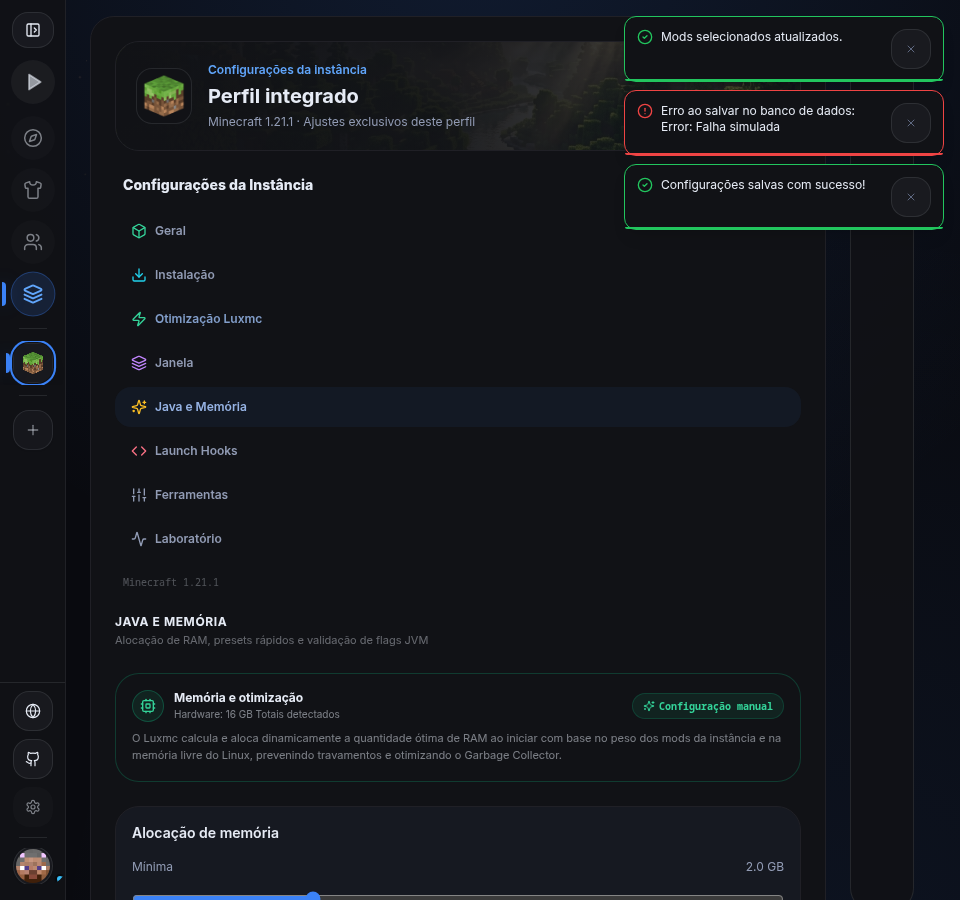 Configurações da instância
Perfil integrado
Minecraft 1.21.1 · Ajustes exclusivos deste perfil
Mods selecionados atualizados.
Erro ao salvar no banco de dados:
Error: Falha simulada
Configurações salvas com sucesso!
Configurações da Instância
Geral
Instalação
Otimização Luxmc
Janela
Java e Memória
Launch Hooks
Ferramentas
Laboratório
Minecraft 1.21.1
JAVA E MEMÓRIA
Alocação de RAM, presets rápidos e validação de flags JVM
Memória e otimização
Hardware: 16 GB Totais detectados
Configuração manual
O Luxmc calcula e aloca dinamicamente a quantidade ótima de RAM ao iniciar com base no peso dos mods da instância e na
memória livre do Linux, prevenindo travamentos e otimizando o Garbage Collector.
Alocação de memória
Mínima
2.0 GB